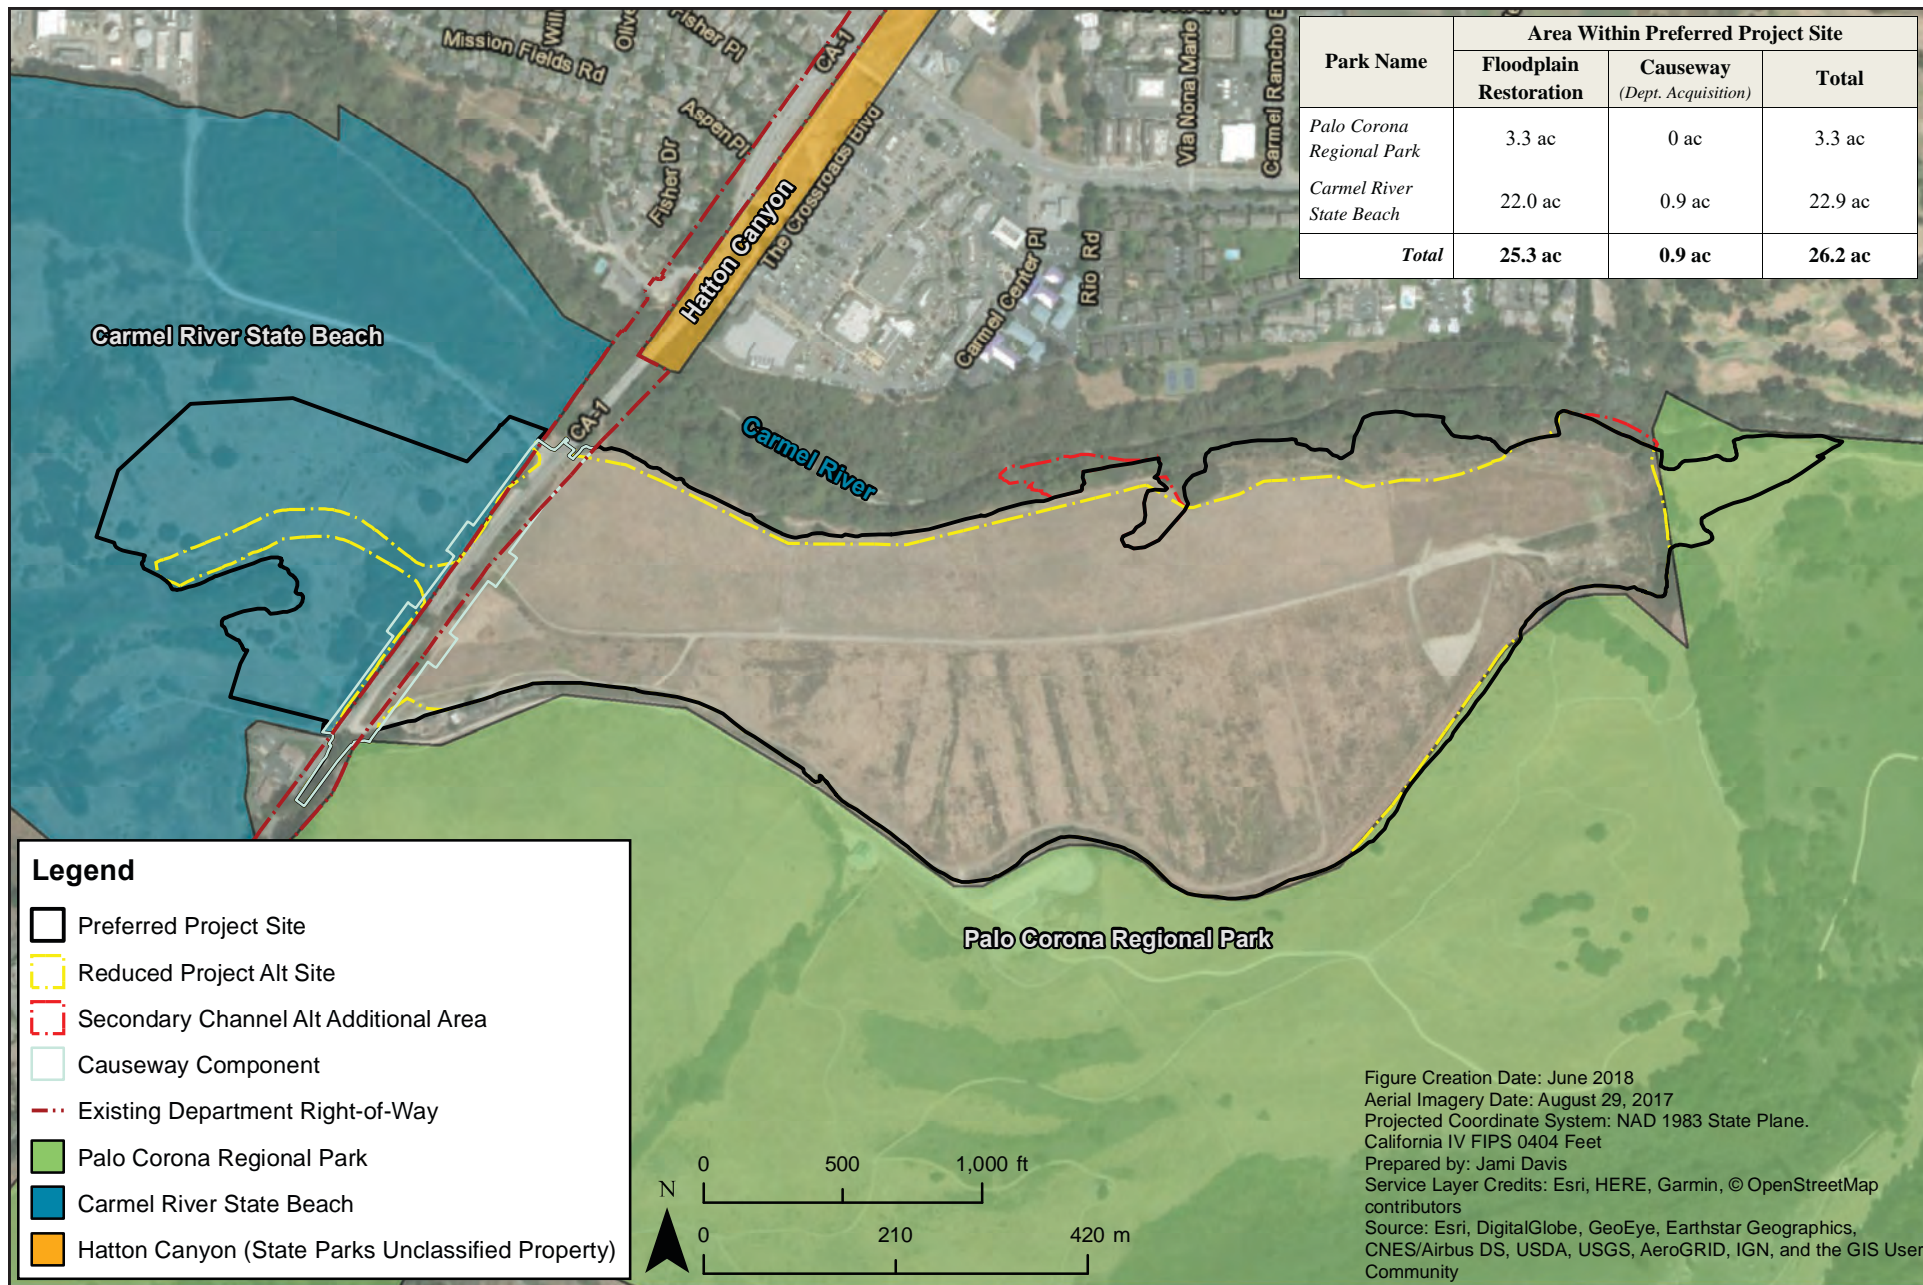 Mission Fields Rd
Will
Fisher Pl
CA-1
Aspen Pl
Fisher Dr
The Crossroads Blvd
Hatton Canyon
Via Nona Marie
Carmel Rancho B
Carmel Center Pl
Rio Rd
Carmel River State Beach
CA-1
Carmel River
Palo Corona Regional Park
Park Name
Area Within Preferred Project Site
Floodplain Restoration
Causeway (Dept. Acquisition)
Total
Palo Corona Regional Park
3.3 ac 0 ac 3.3 ac
Carmel River State Beach
22.0 ac 0.9 ac 22.9 ac
Total 25.3 ac 0.9 ac 26.2 ac
Legend
Preferred Project Site
Reduced Project Alt Site
Secondary Channel Alt Additional Area
Causeway Component
Existing Department Right-of-Way
Palo Corona Regional Park
Carmel River State Beach
Hatton Canyon (State Parks Unclassified Property)
N
0 500 1,000 ft
0 210 420 m
Figure Creation Date: June 2018
Aerial Imagery Date: August 29, 2017
Projected Coordinate System: NAD 1983 State Plane.
California IV FIPS 0404 Feet
Prepared by: Jami Davis
Service Layer Credits: Esri, HERE, Garmin, © OpenStreetMap
contributors
Source: Esri, DigitalGlobe, GeoEye, Earthstar Geographics,
CNES/Airbus DS, USDA, USGS, AeroGRID, IGN, and the GIS User
Community